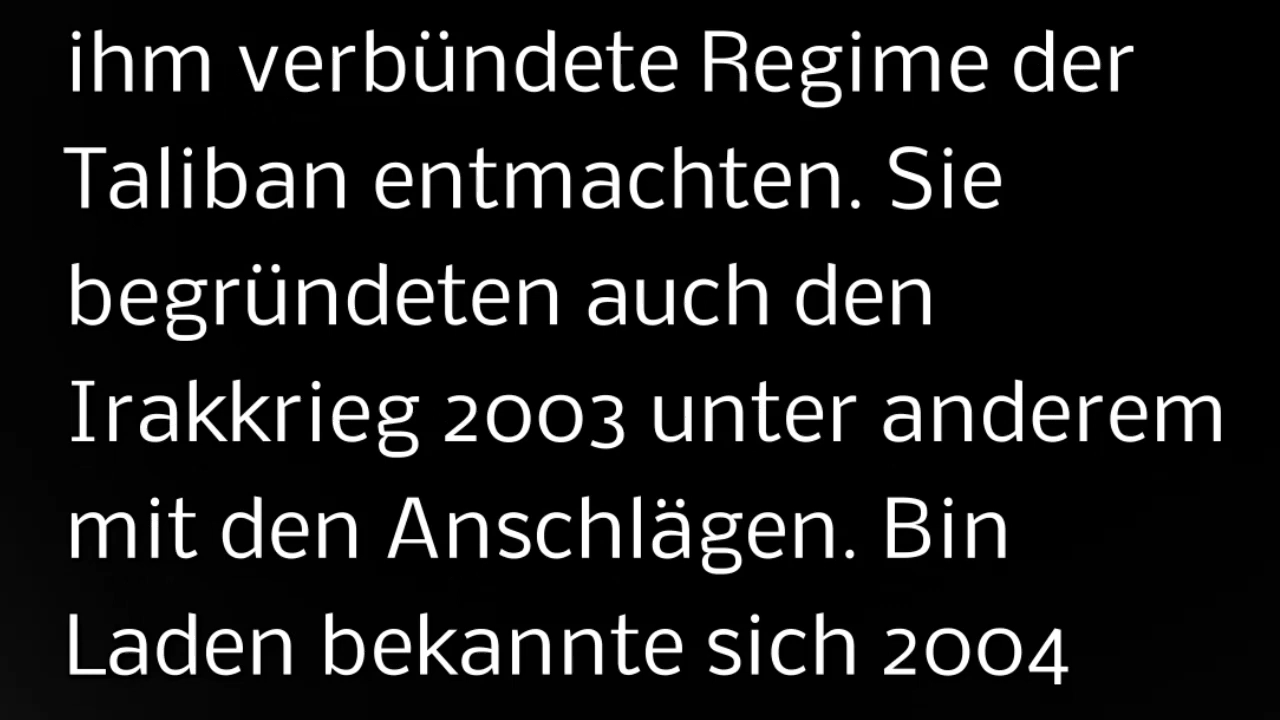 ihm verbündete Regime der
Taliban entmachten. Sie
begründeten auch den
Irakkrieg 2003 unter anderem
mit den Anschlägen. Bin
Laden bekannte sich 2004